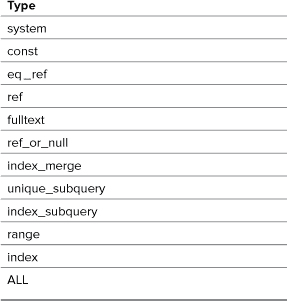 Type
system
const
eq_ref
ref
fulltext
ref_or_null
index_merge
unique_subquery
index_subquery
range
index
ALL